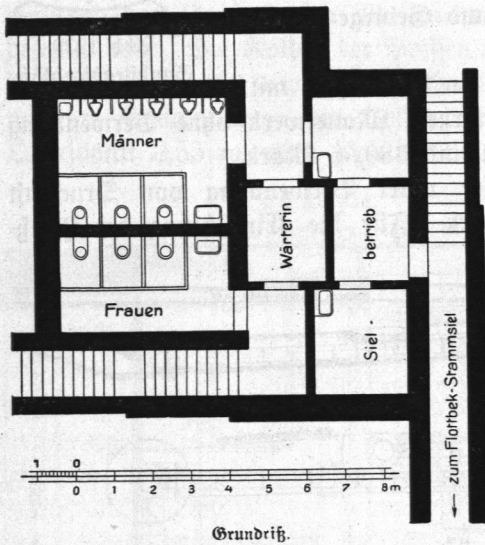 Männer
Frauen
Wärterin
Siel-
betrieb
zum Flottbek-Stammsiel
1 0
0 1 2 3 4 5 6 7 8 m
Grundriß.